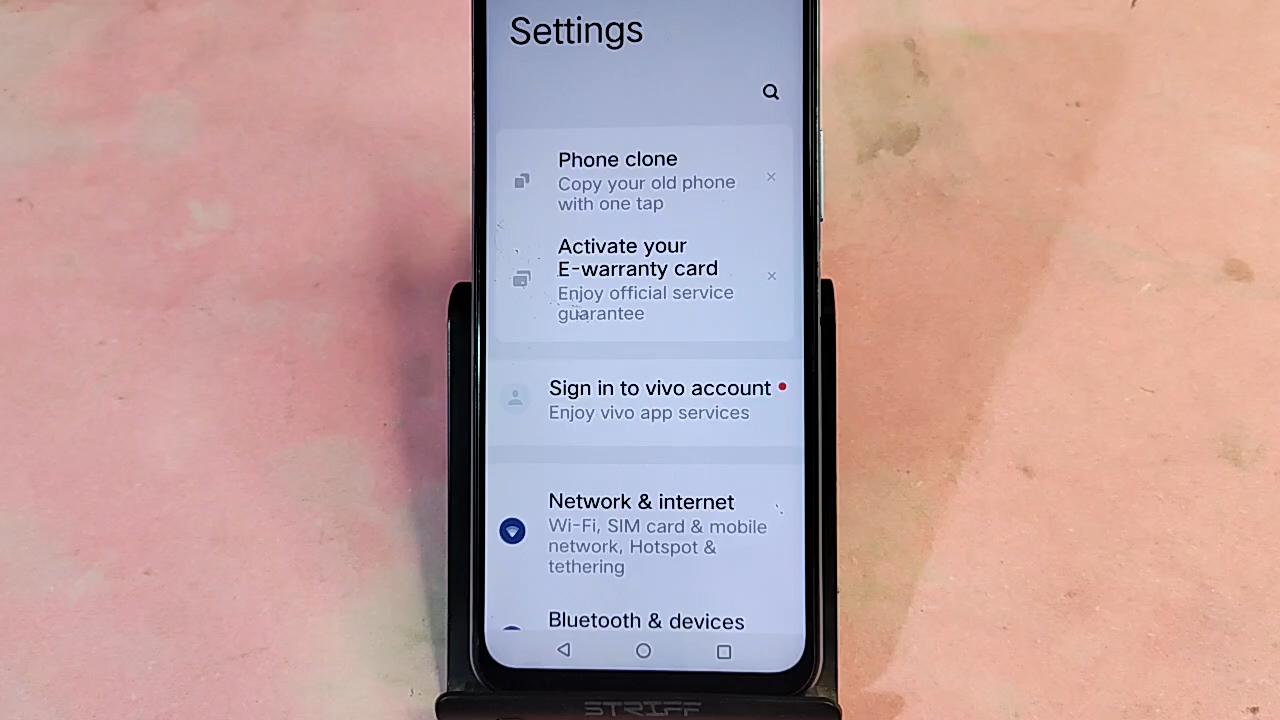 Settings
Phone clone
Copy your old phone
with one tap
Activate your
E-warranty card
Enjoy official service
guarantee
Sign in to vivo account
Enjoy vivo app services
Network & internet
Wi-Fi, SIM card & mobile
network, Hotspot &
tethering
Bluetooth & devices
STRIFF